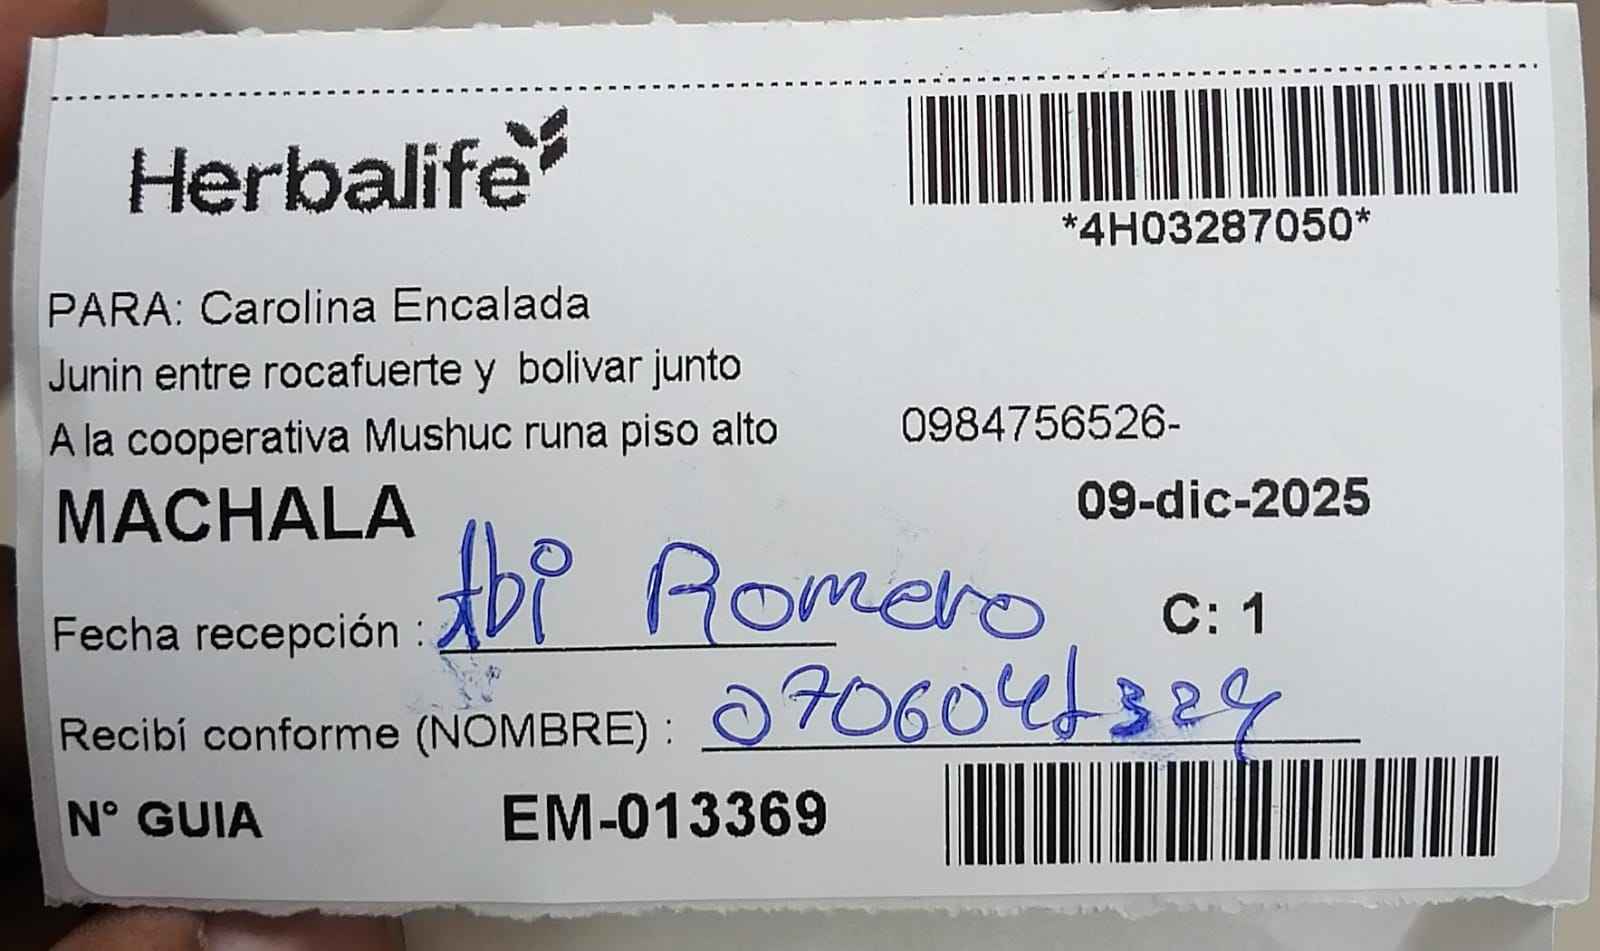 Herbalife
*4H03287050*
PARA: Carolina Encalada
Junin entre rocafuerte y bolivar junto
A la cooperativa Mushuc runa piso alto 0984756526-
MACHALA 09-dic-2025
Fecha recepción : Abi Romero C: 1
Recibí conforme (NOMBRE) :
N° GUIA EM-013369